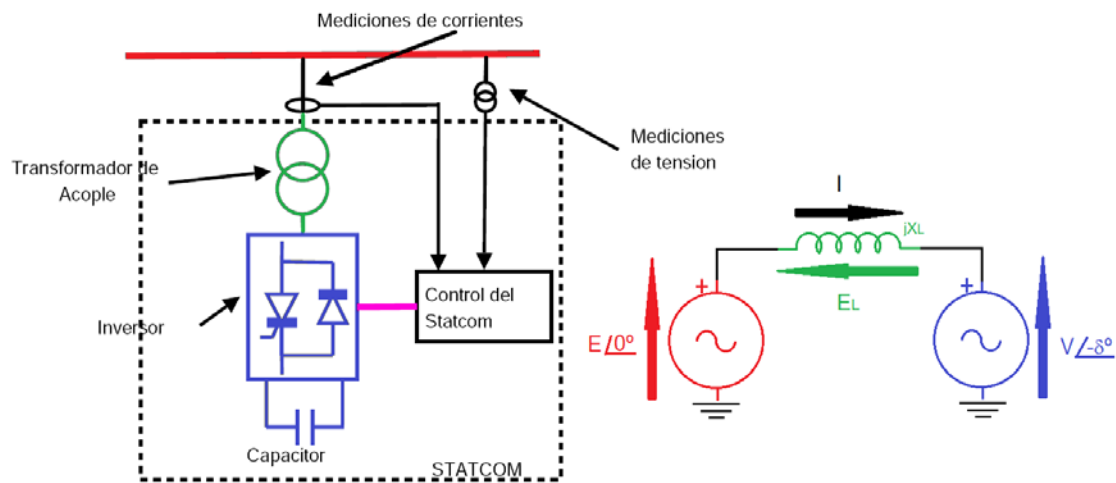 Mediciones de corrientes
Mediciones
de tension
Transformador de
Acople
Inversor
Control del
Statcom
Capacitor
STATCOM
I
jXL
EL
+
+
E/0º
V/-δº